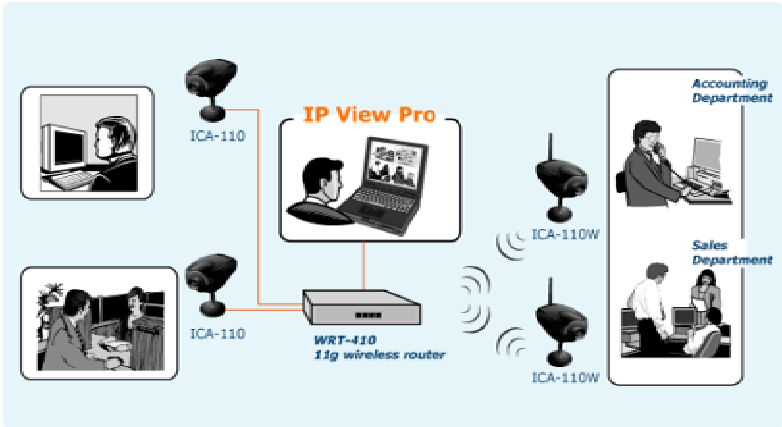 IP View Pro
ICA-110
Accounting
Department
ICA-110W
Sales
Department
ICA-110
WRT-410
11g wireless router
ICA-110W